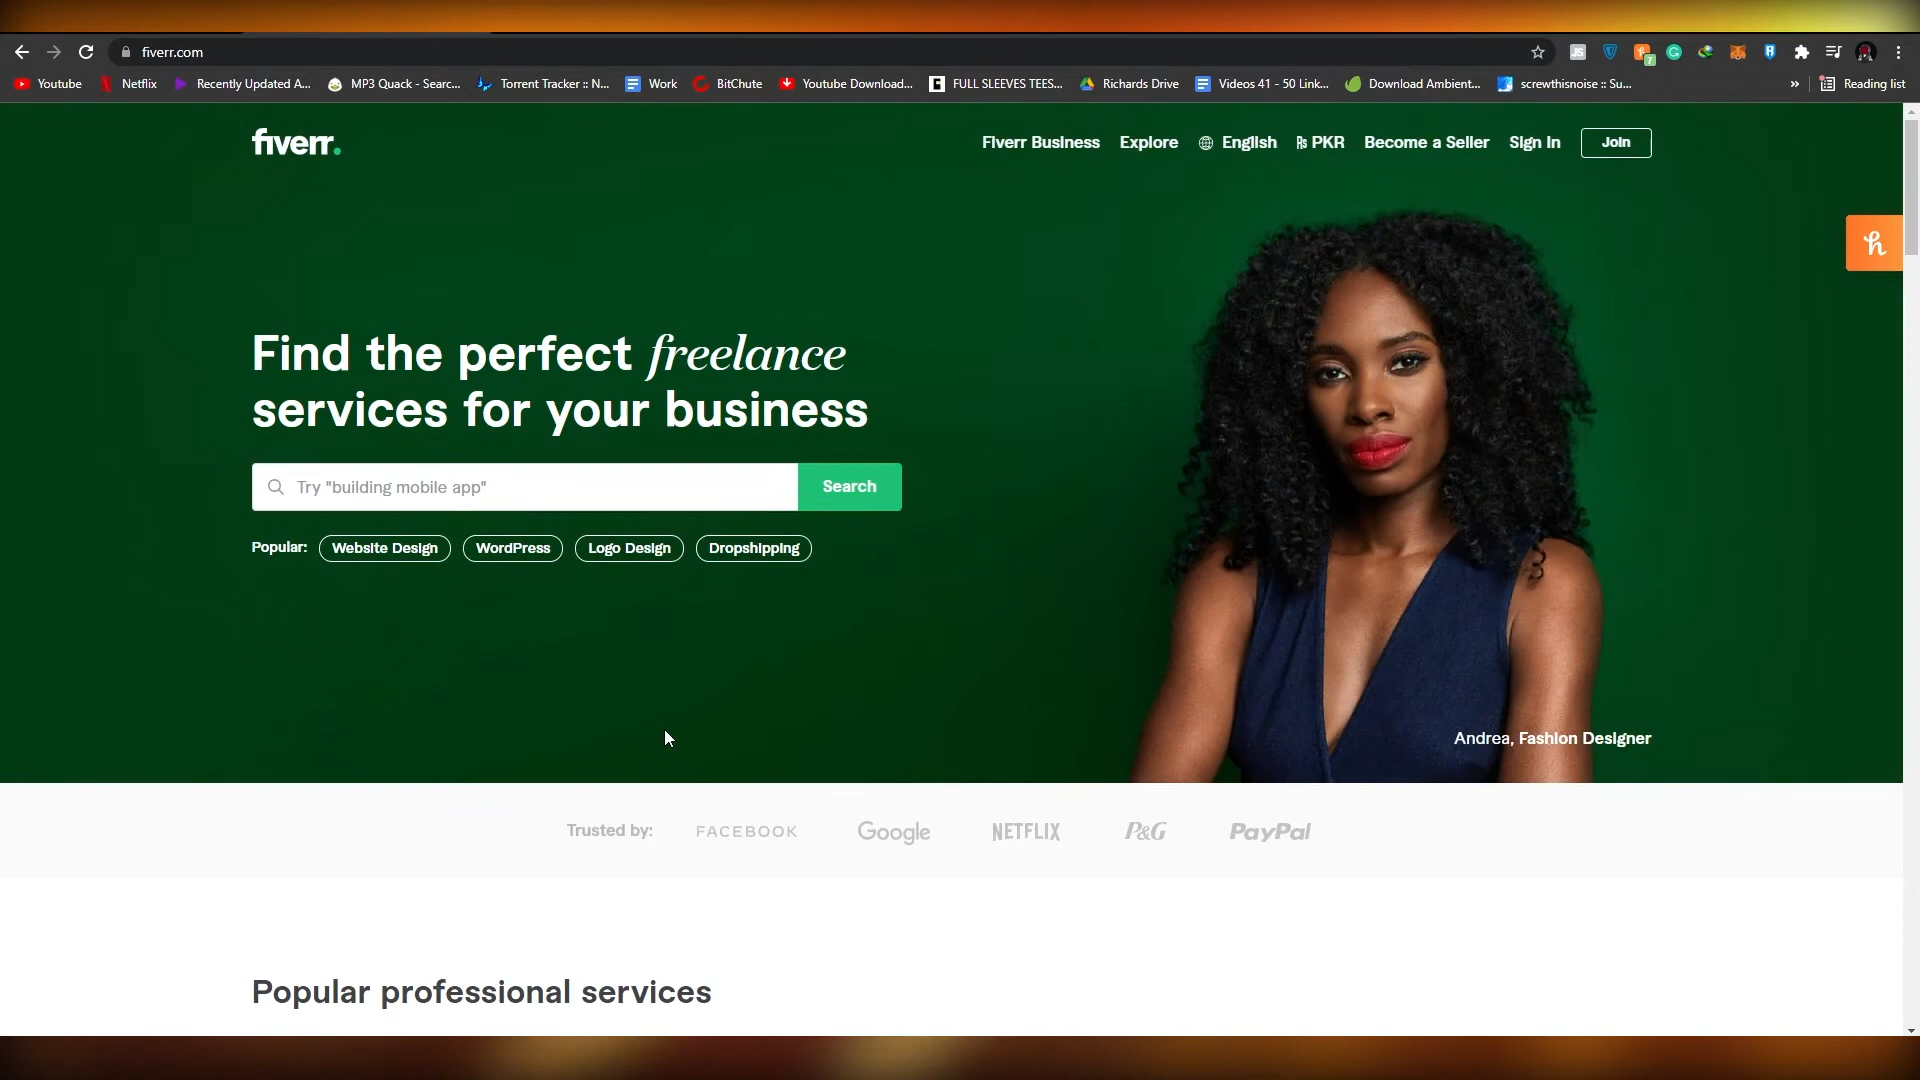 fiverr.com
Youtube
Netflix
Recently Updated A...
MP3 Quack - Searc...
Torrent Tracker :: N...
Work
BitChute
Youtube Download...
FULL SLEEVES TEES...
Richards Drive
Videos 41 - 50 Link...
Download Ambient...
screwthisnoise :: Su...
»
Reading list
fiverr.
Fiverr Business
Explore
English
₨ PKR
Become a Seller
Sign In
Join
h
Find the perfect freelance
services for your business
Try "building mobile app"
Search
Popular:
Website Design
WordPress
Logo Design
Dropshipping
Andrea, Fashion Designer
Trusted by:
FACEBOOK
Google
NETFLIX
P&G
PayPal
Popular professional services